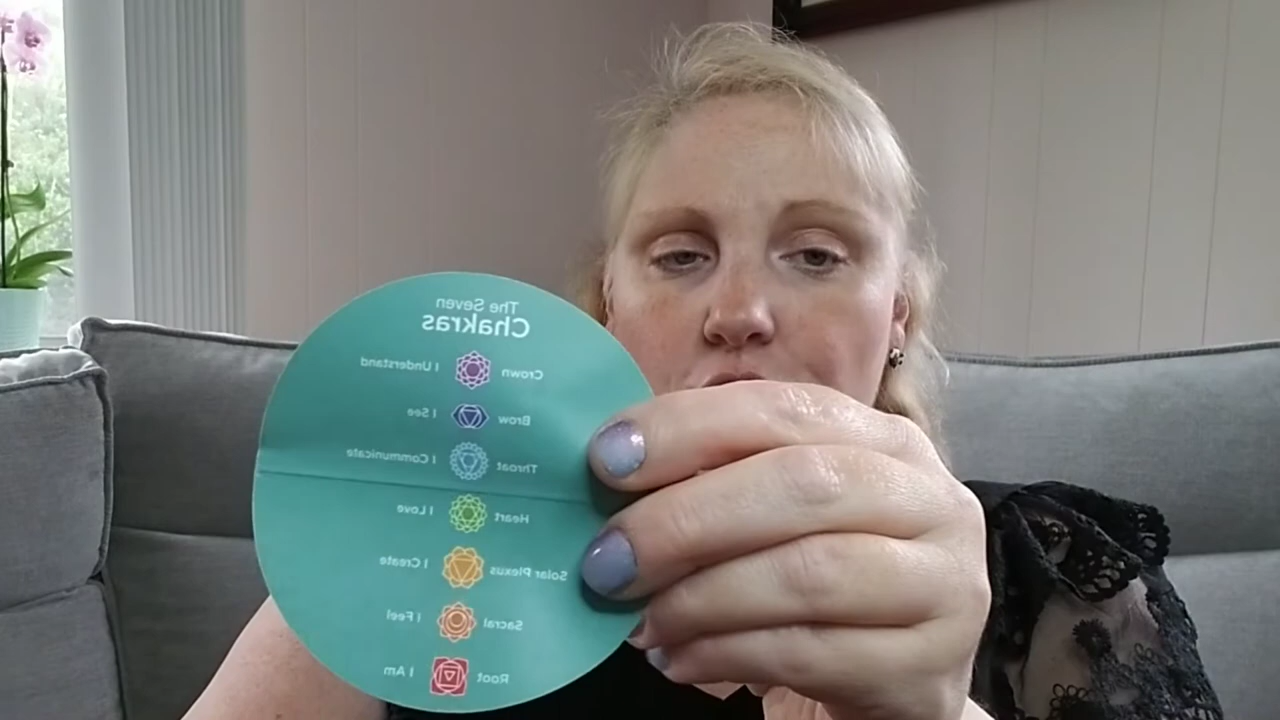 The Seven
Chakras
Crown I Understand
Brow I See
Throat I Communicate
Heart I Love
Solar Plexus I Create
Sacral I Feel
Root I Am